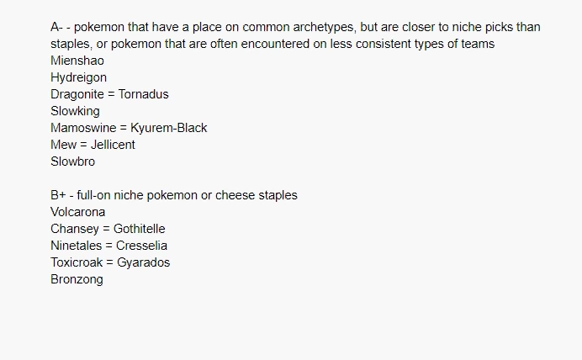 A- - pokemon that have a place on common archetypes, but are closer to niche picks than
staples, or pokemon that are often encountered on less consistent types of teams
Mienshao
Hydreigon
Dragonite = Tornadus
Slowking
Mamoswine = Kyurem-Black
Mew = Jellicent
Slowbro
B+ - full-on niche pokemon or cheese staples
Volcarona
Chansey = Gothitelle
Ninetales = Cresselia
Toxicroak = Gyarados
Bronzong